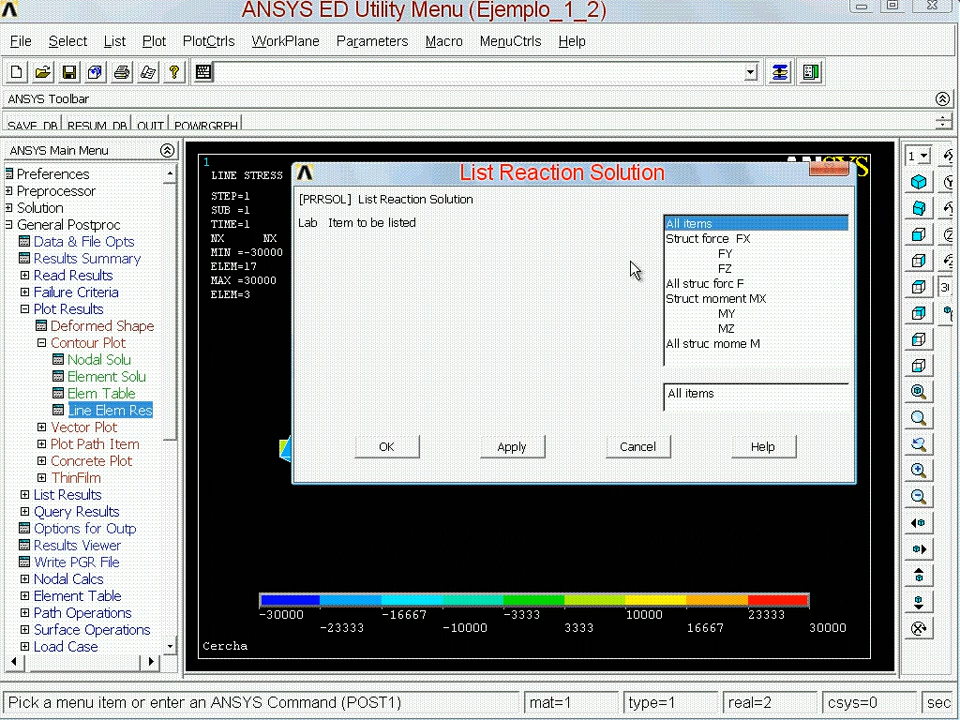 ANSYS ED Utility Menu (Ejemplo_1_2)
File Select List Plot PlotCtrls WorkPlane Parameters Macro MenuCtrls Help
ANSYS Toolbar
SAVE_DB RESUM_DB QUIT POWRGRPH
ANSYS Main Menu
Preferences
Preprocessor
Solution
General Postproc
Data & File Opts
Results Summary
Read Results
Failure Criteria
Plot Results
Deformed Shape
Contour Plot
Nodal Solu
Element Solu
Elem Table
Line Elem Res
Vector Plot
Plot Path Item
Concrete Plot
ThinFilm
List Results
Query Results
Options for Outp
Results Viewer
Write PGR File
Nodal Calcs
Element Table
Path Operations
Surface Operations
Load Case
1
LINE STRESS
STEP=1
SUB =1
TIME=1
NX NX
MIN =-30000
ELEM=17
MAX =30000
ELEM=3
ANSYS
List Reaction Solution
[PRRSOL] List Reaction Solution
Lab Item to be listed
All items
Struct force FX
FY
FZ
All struc forc F
Struct moment MX
MY
MZ
All struc mome M
All items
OK Apply Cancel Help
-30000 -16667 -3333 10000 23333
-23333 -10000 3333 16667 30000
Cercha
1
Pick a menu item or enter an ANSYS Command (POST1) mat=1 type=1 real=2 csys=0 sec